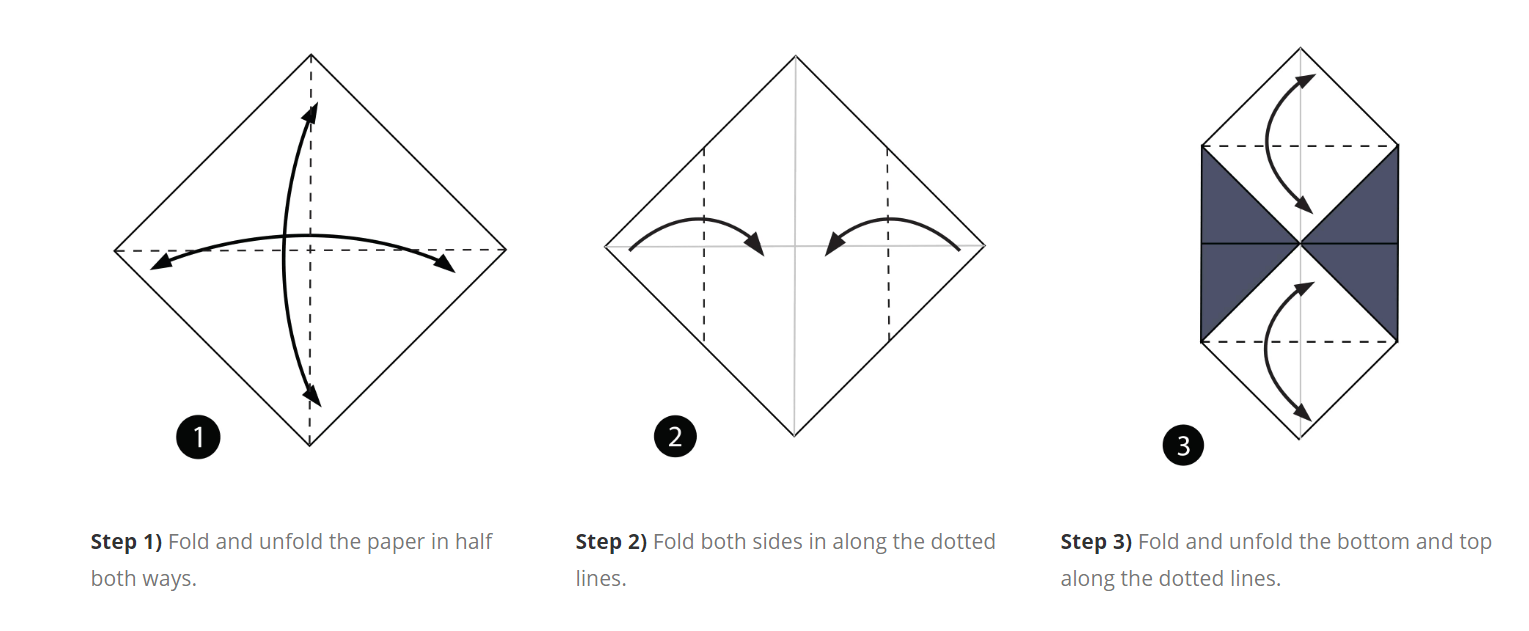 1
2
3
Step 1) Fold and unfold the paper in half
both ways.
Step 2) Fold both sides in along the dotted
lines.
Step 3) Fold and unfold the bottom and top
along the dotted lines.